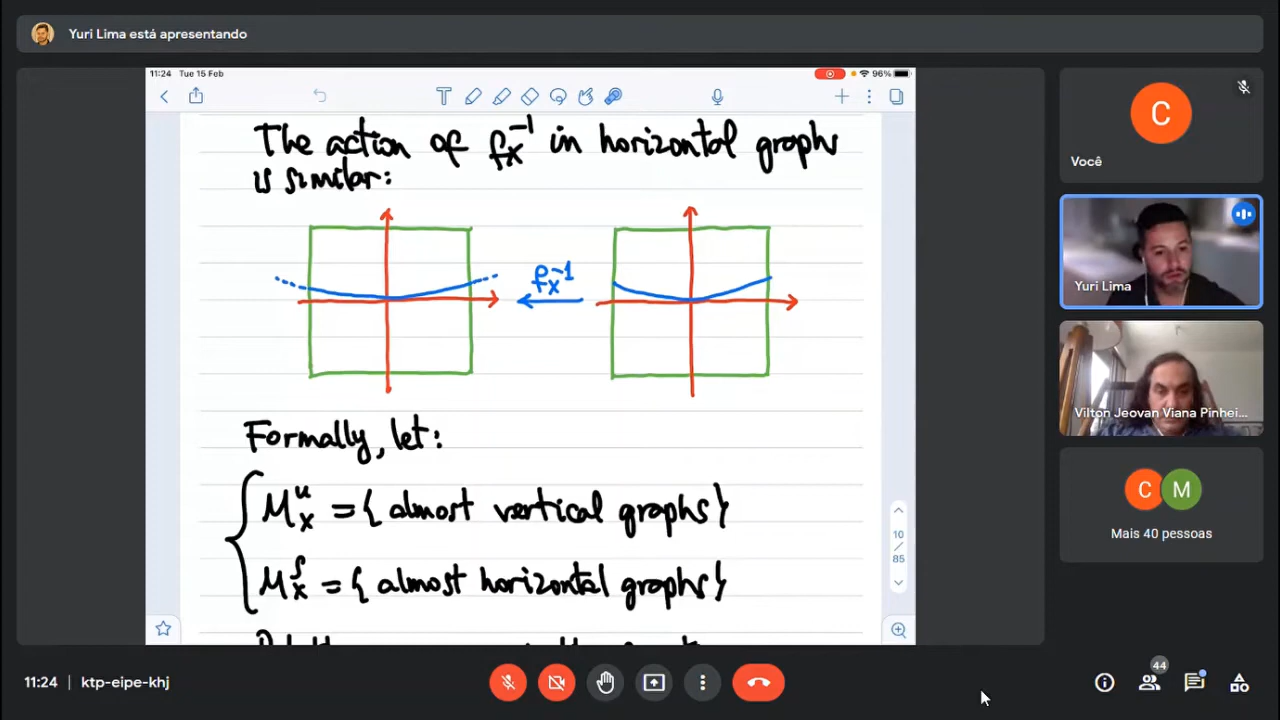 Yuri Lima está apresentando
11:24 Tue 15 Feb
96%
The action of fₓ⁻¹ in horizontal graphs
is similar:
fₓ⁻¹
Formally, let:
Mₓᵘ = { almost vertical graphs}
Mₓˢ = { almost horizontal graphs}
10
/
85
C
Você
Yuri Lima
Vilton Jeovan Viana Pinhei...
C M
Mais 40 pessoas
11:24 | ktp-eipe-khj
44